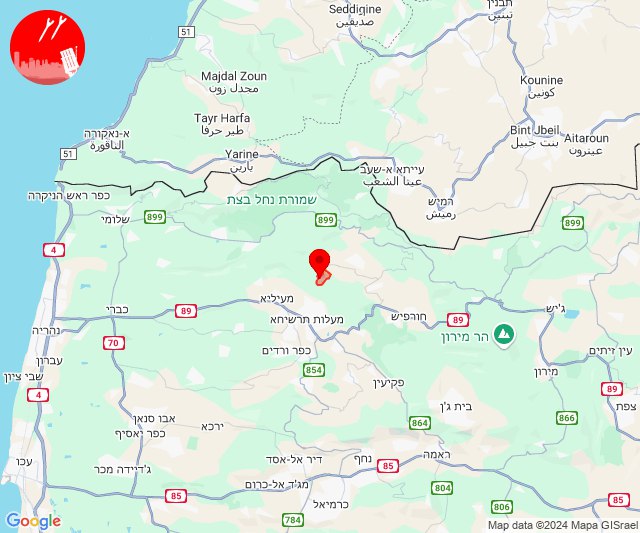 Seddigine
صديقين
תבנין
تبنين
51
Majdal Zoun
مجدل زون
Kounine
كونين
Tayr Harfa
طير حرفا
א-נאקורה
الناقورة
Bint Jbeil
بنت جبيل
Aitaroun
عيترون
51
Yarine
يارين
עייתא א-שעב
عيتا الشعب
כפר ראש הניקרה
שמורת נחל בצת
רמיש
رميش
899
שלומי
899
899
4
מעיליא
כברי
89
מעלות תרשיחא
חורפיש
89
ג'יש
נהריה
הר מירון
70
כפר ורדים
עין זיתים
עברון
854
פקיעין
מירון
שבי ציון
89
4
בית ג'ן
צפת
אבו סנאן
866
כפר יאסיף
ירכא
864
עכו
ג'דיידה מכר
דיר אל-אסד
נחף
ראמה
85
85
מג'ד אל-כרום
804
כרמיאל
806
784
Google
Map data ©2024 Mapa GISrael